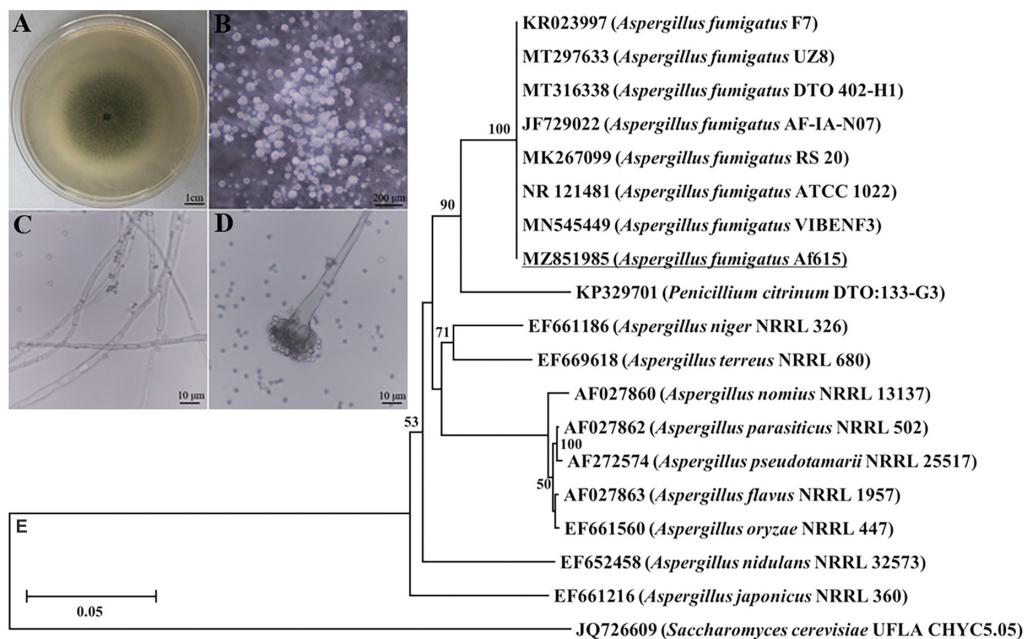 A
B
1cm
200 μm
C
D
10 μm
10 μm
E
0.05
100
90
71
53
100
50
KR023997 (Aspergillus fumigatus F7)
MT297633 (Aspergillus fumigatus UZ8)
MT316338 (Aspergillus fumigatus DTO 402-H1)
JF729022 (Aspergillus fumigatus AF-IA-N07)
MK267099 (Aspergillus fumigatus RS 20)
NR 121481 (Aspergillus fumigatus ATCC 1022)
MN545449 (Aspergillus fumigatus VIBENF3)
MZ851985 (Aspergillus fumigatus Af615)
KP329701 (Penicillium citrinum DTO:133-G3)
EF661186 (Aspergillus niger NRRL 326)
EF669618 (Aspergillus terreus NRRL 680)
AF027860 (Aspergillus nomius NRRL 13137)
AF027862 (Aspergillus parasiticus NRRL 502)
AF272574 (Aspergillus pseudotamarii NRRL 25517)
AF027863 (Aspergillus flavus NRRL 1957)
EF661560 (Aspergillus oryzae NRRL 447)
EF652458 (Aspergillus nidulans NRRL 32573)
EF661216 (Aspergillus japonicus NRRL 360)
JQ726609 (Saccharomyces cerevisiae UFLA CHYC5.05)